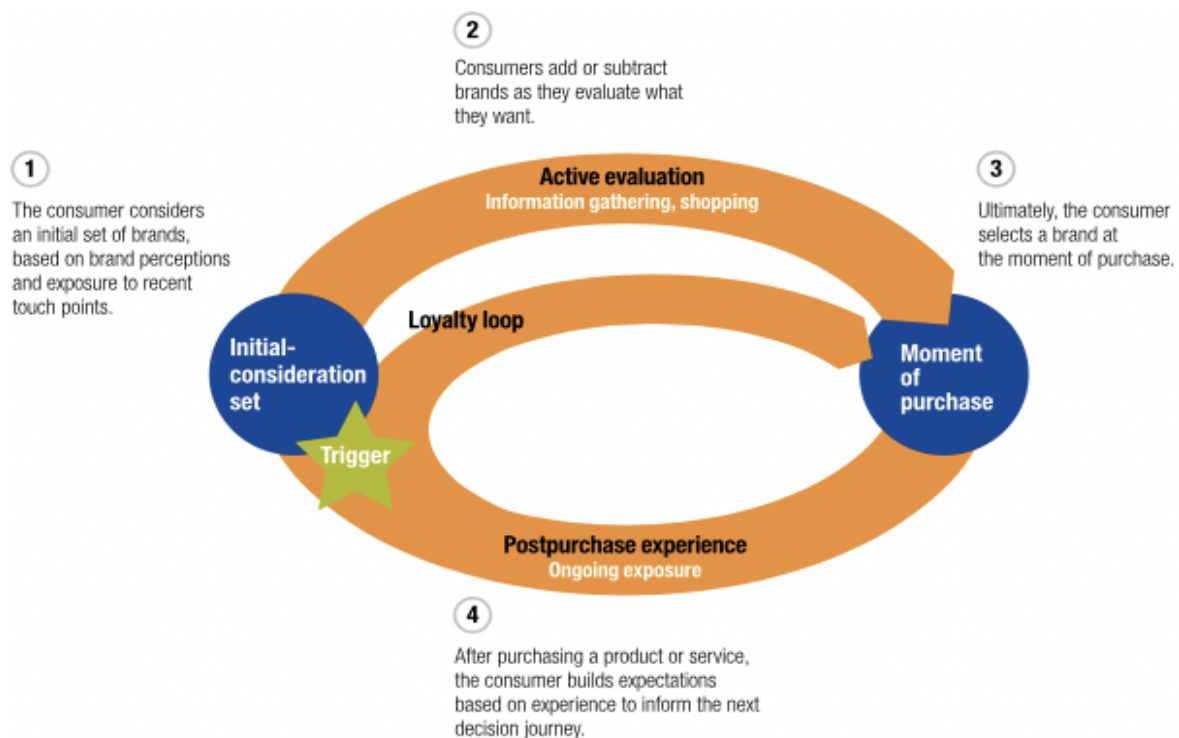 2
Consumers add or subtract
brands as they evaluate what
they want.
1
The consumer considers
an initial set of brands,
based on brand perceptions
and exposure to recent
touch points.
3
Ultimately, the consumer
selects a brand at
the moment of purchase.
Active evaluation
Information gathering, shopping
Loyalty loop
Initial-
consideration
set
Moment
of
purchase
Trigger
Postpurchase experience
Ongoing exposure
4
After purchasing a product or service,
the consumer builds expectations
based on experience to inform the next
decision journey.